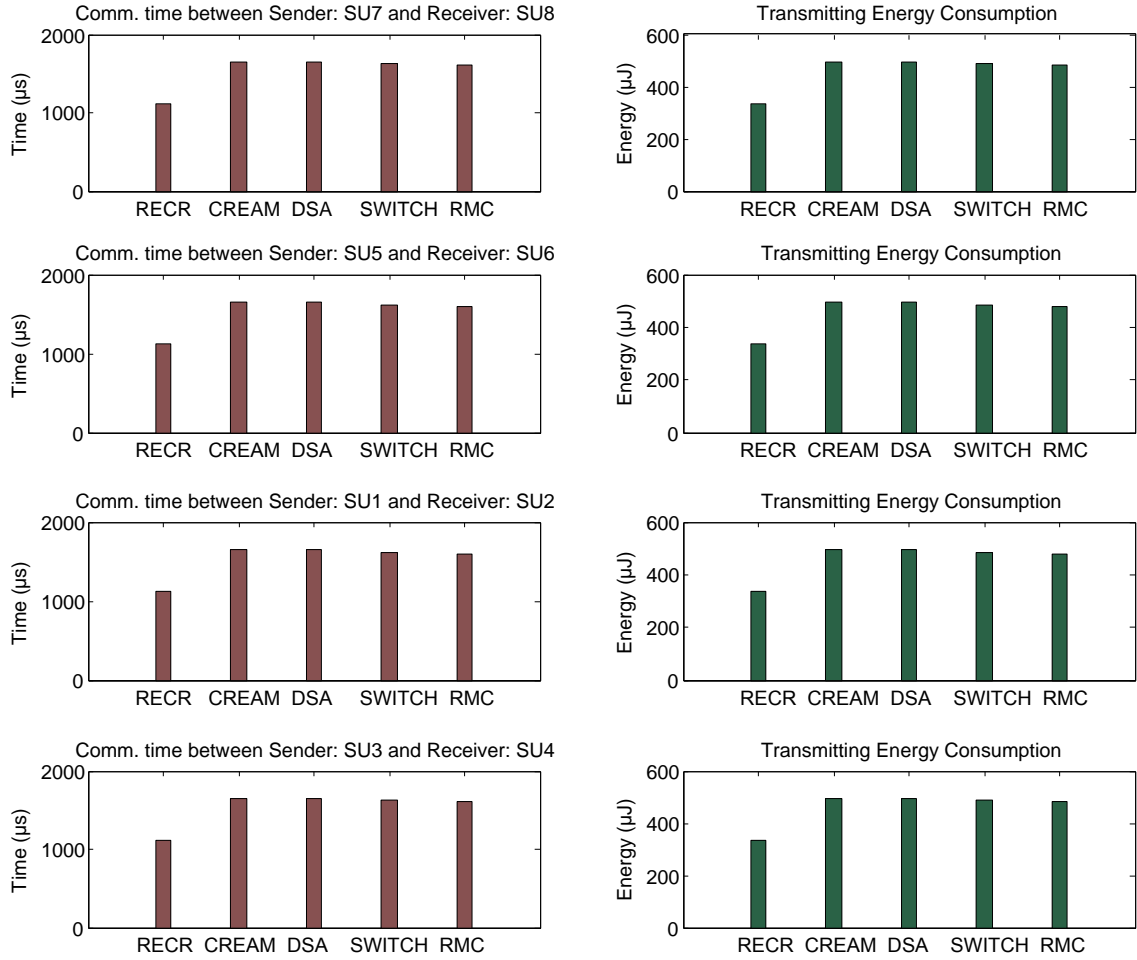 Comm. time between Sender: SU7 and Receiver: SU8
Time (µs)
2000
1000
0
RECR CREAM DSA SWITCH RMC
Transmitting Energy Consumption
Energy (µJ)
600
400
200
0
RECR CREAM DSA SWITCH RMC
Comm. time between Sender: SU5 and Receiver: SU6
Time (µs)
2000
1000
0
RECR CREAM DSA SWITCH RMC
Transmitting Energy Consumption
Energy (µJ)
600
400
200
0
RECR CREAM DSA SWITCH RMC
Comm. time between Sender: SU1 and Receiver: SU2
Time (µs)
2000
1000
0
RECR CREAM DSA SWITCH RMC
Transmitting Energy Consumption
Energy (µJ)
600
400
200
0
RECR CREAM DSA SWITCH RMC
Comm. time between Sender: SU3 and Receiver: SU4
Time (µs)
2000
1000
0
RECR CREAM DSA SWITCH RMC
Transmitting Energy Consumption
Energy (µJ)
600
400
200
0
RECR CREAM DSA SWITCH RMC